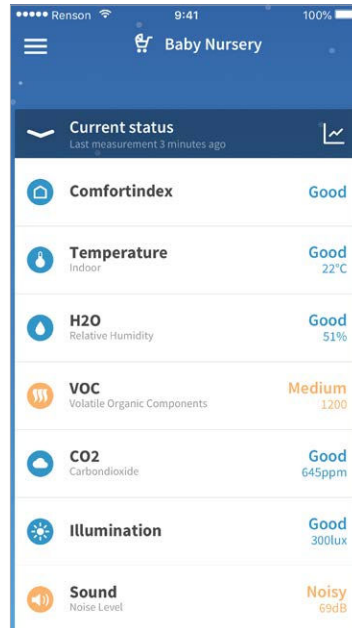 Renson 9:41 100%
Baby Nursery
Current status
Last measurement 3 minutes ago
Comfortindex Good
Temperature Good
Indoor 22°C
H2O Good
Relative Humidity 51%
VOC Medium
Volatile Organic Components 1200
CO2 Good
Carbondioxide 645ppm
Illumination Good
300lux
Sound Noisy
Noise Level 69dB